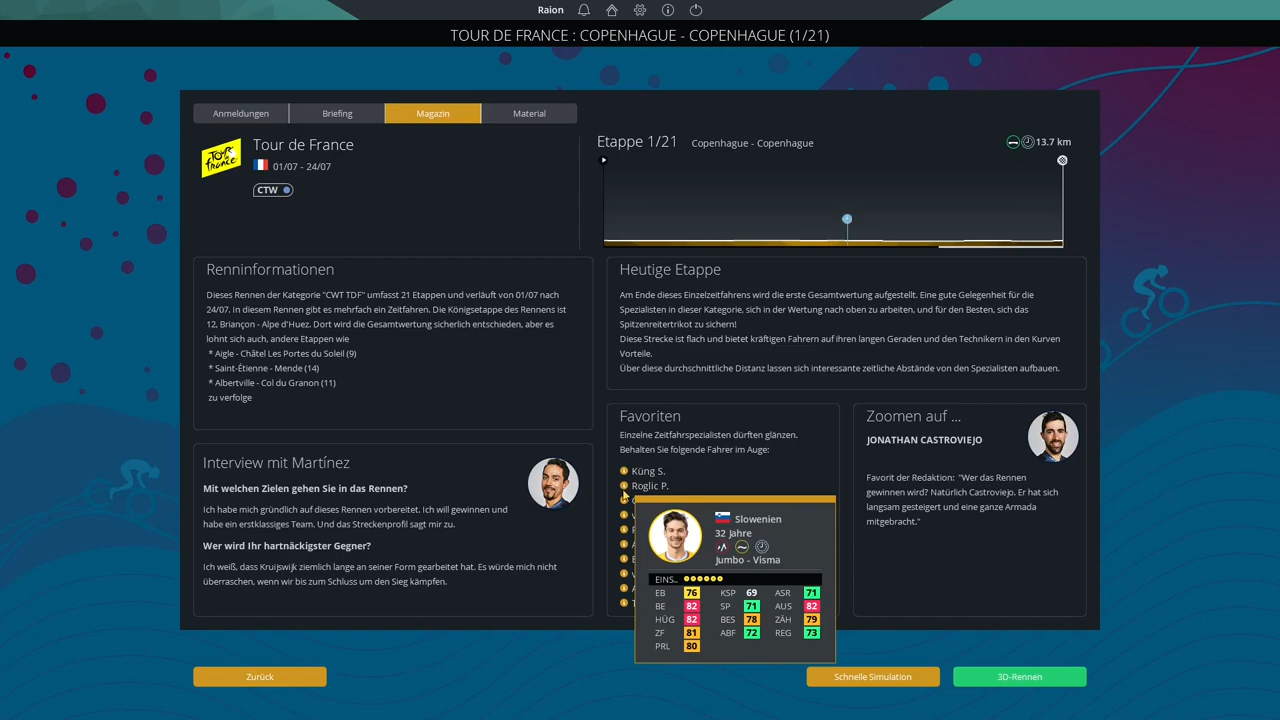 Raion
TOUR DE FRANCE : COPENHAGUE - COPENHAGUE (1/21)
Anmeldungen
Briefing
Magazin
Material
TOUR de france
Tour de France
01/07 - 24/07
CTW
Etappe 1/21
Copenhague - Copenhague
13.7 km
Renninformationen
Dieses Rennen der Kategorie "CWT TDF" umfasst 21 Etappen und verläuft von 01/07 nach
24/07. In diesem Rennen gibt es mehrfach ein Zeitfahren. Die Königsetappe des Rennens ist
12, Briançon - Alpe d'Huez. Dort wird die Gesamtwertung sicherlich entschieden, aber es
lohnt sich auch, andere Etappen wie
* Aigle - Châtel Les Portes du Soleil (9)
* Saint-Étienne - Mende (14)
* Albertville - Col du Granon (11)
zu verfolge
Heutige Etappe
Am Ende dieses Einzelzeitfahrens wird die erste Gesamtwertung aufgestellt. Eine gute Gelegenheit für die
Spezialisten in dieser Kategorie, sich in der Wertung nach oben zu arbeiten, und für den Besten, sich das
Spitzenreitertrikot zu sichern!
Diese Strecke ist flach und bietet kräftigen Fahrern auf ihren langen Geraden und den Technikern in den Kurven
Vorteile.
Über diese durchschnittliche Distanz lassen sich interessante zeitliche Abstände von den Spezialisten aufbauen.
Interview mit Martínez
Mit welchen Zielen gehen Sie in das Rennen?
Ich habe mich gründlich auf dieses Rennen vorbereitet. Ich will gewinnen und
habe ein erstklassiges Team. Und das Streckenprofil sagt mir zu.
Wer wird Ihr hartnäckigster Gegner?
Ich weiß, dass Kruijswijk ziemlich lange an seiner Form gearbeitet hat. Es würde mich nicht
überraschen, wenn wir bis zum Schluss um den Sieg kämpfen.
Favoriten
Einzelne Zeitfahrspezialisten dürften glänzen.
Behalten Sie folgende Fahrer im Auge:
Küng S.
Roglic P.
Slowenien
32 Jahre
Jumbo - Visma
EINS..
EB 76 KSP 69 ASR 71
BE 82 SP 71 AUS 82
HÜG 82 BES 78 ZÄH 79
ZF 81 ABF 72 REG 73
PRL 80
Zoomen auf ...
JONATHAN CASTROVIEJO
Favorit der Redaktion: "Wer das Rennen
gewinnen wird? Natürlich Castroviejo. Er hat sich
langsam gesteigert und eine ganze Armada
mitgebracht."
Zurück
Schnelle Simulation
3D-Rennen